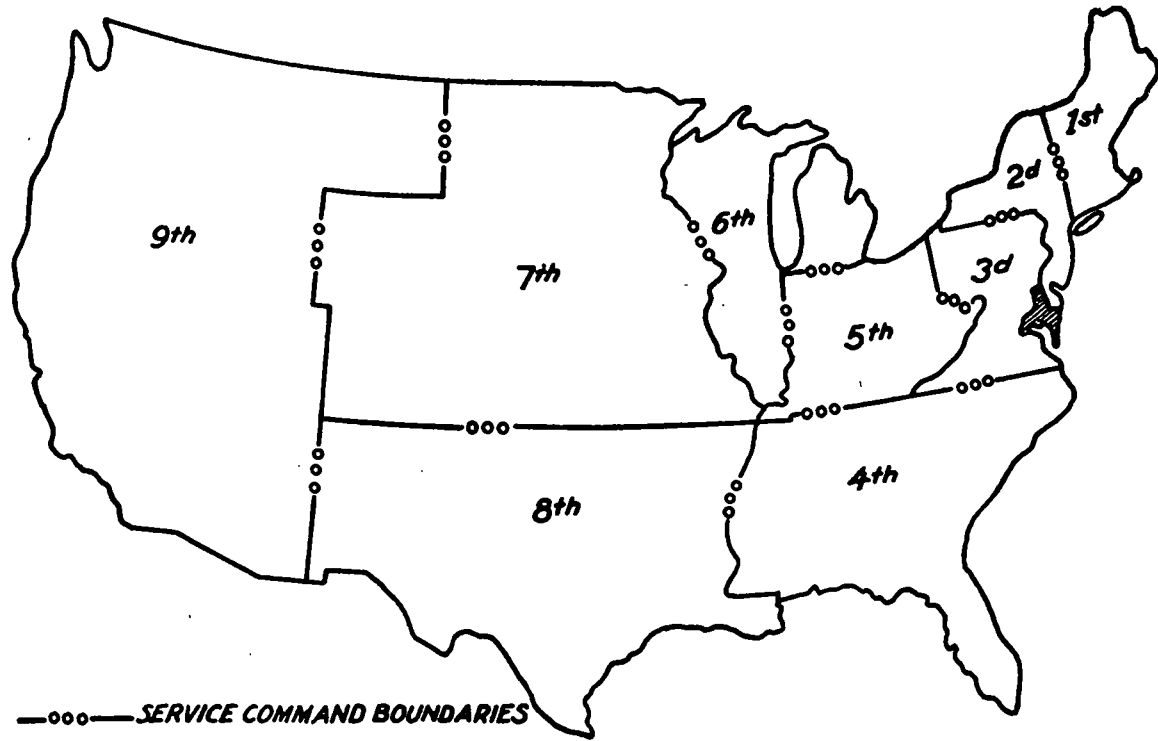 1st
2d
6th
9th
3d
7th
5th
4th
8th
SERVICE COMMAND BOUNDARIES